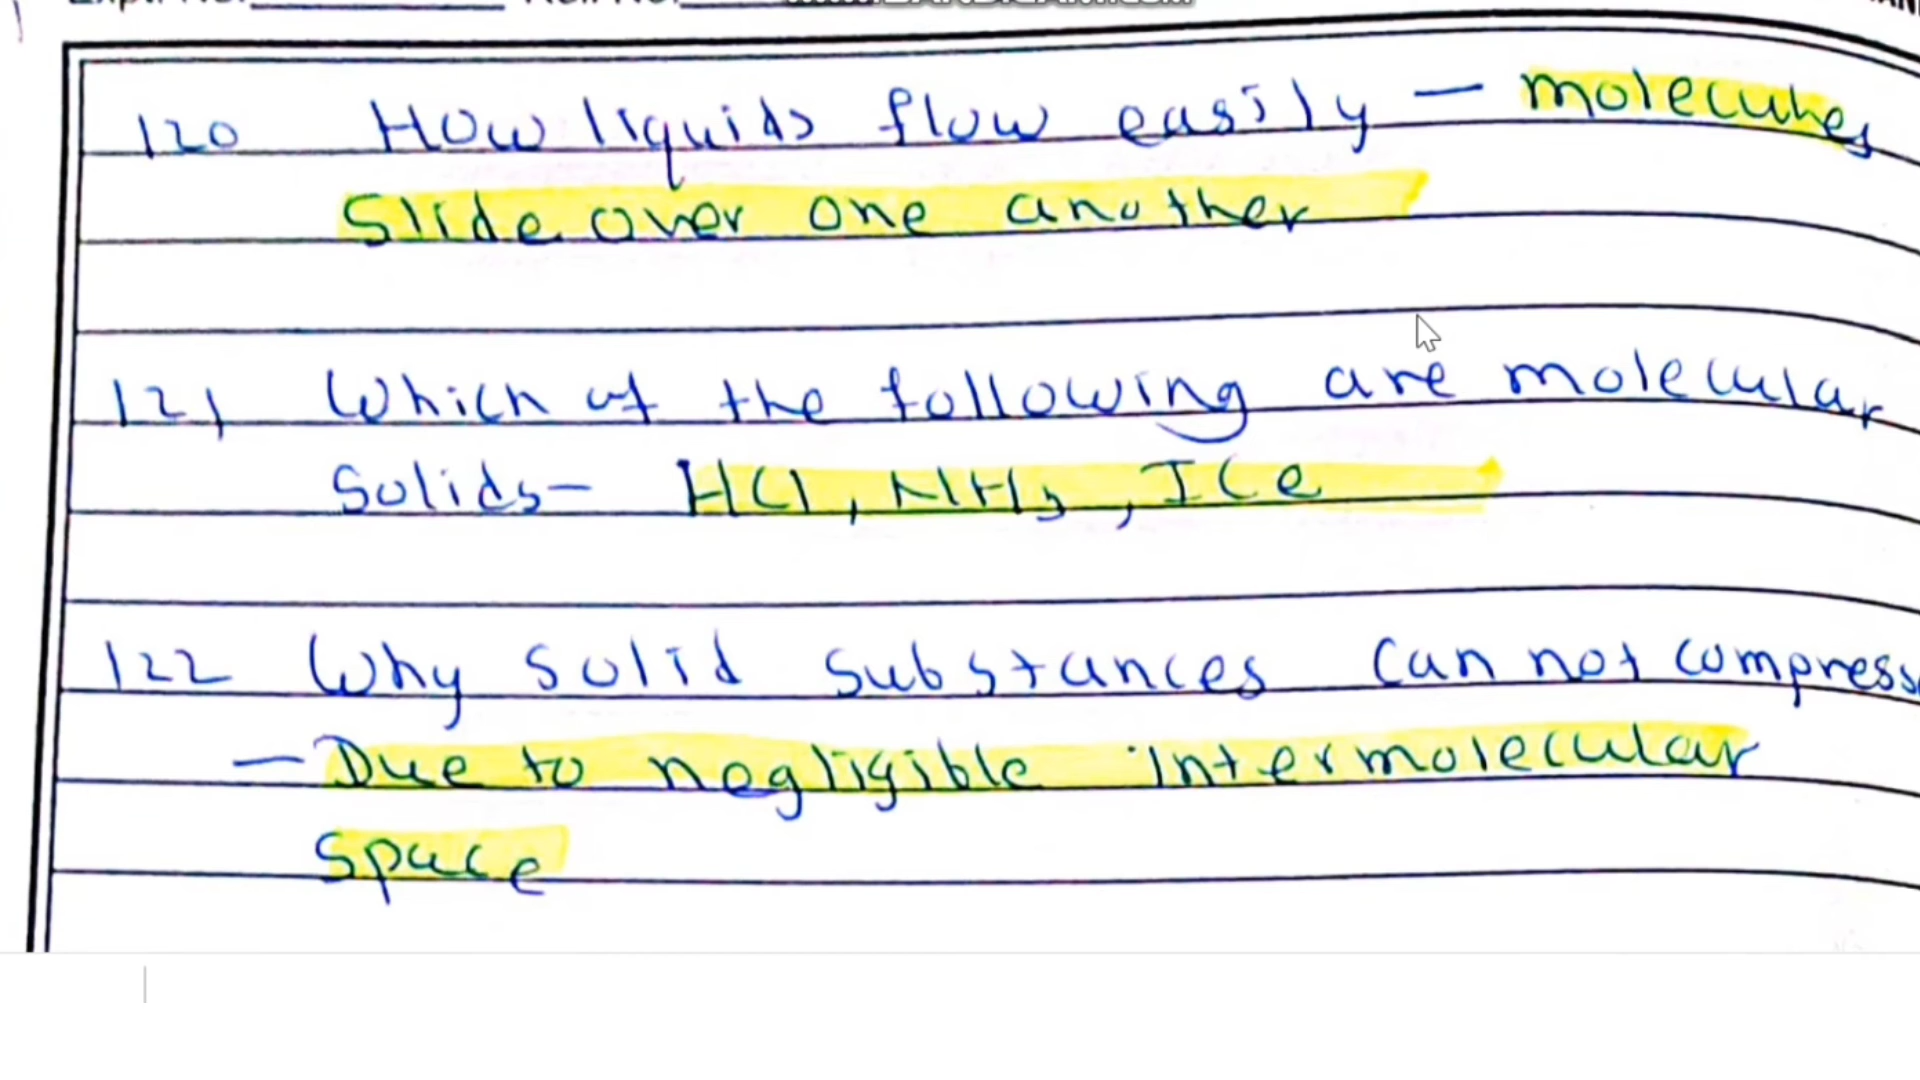 120 How liquids flow easily — molecules
Slide over one another
121 Which of the following are molecular
Solids- HCl, NH3, ICe
122 Why solid substances can not compress
— Due to negligible intermolecular
Space